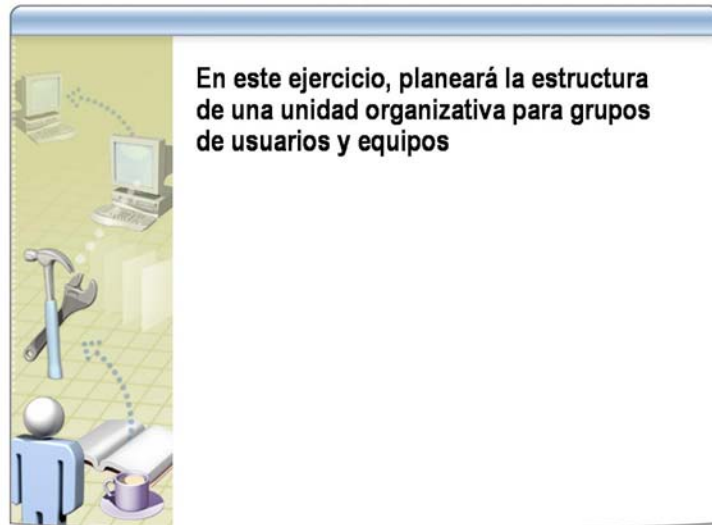 En este ejercicio, planeará la estructura
de una unidad organizativa para grupos
de usuarios y equipos